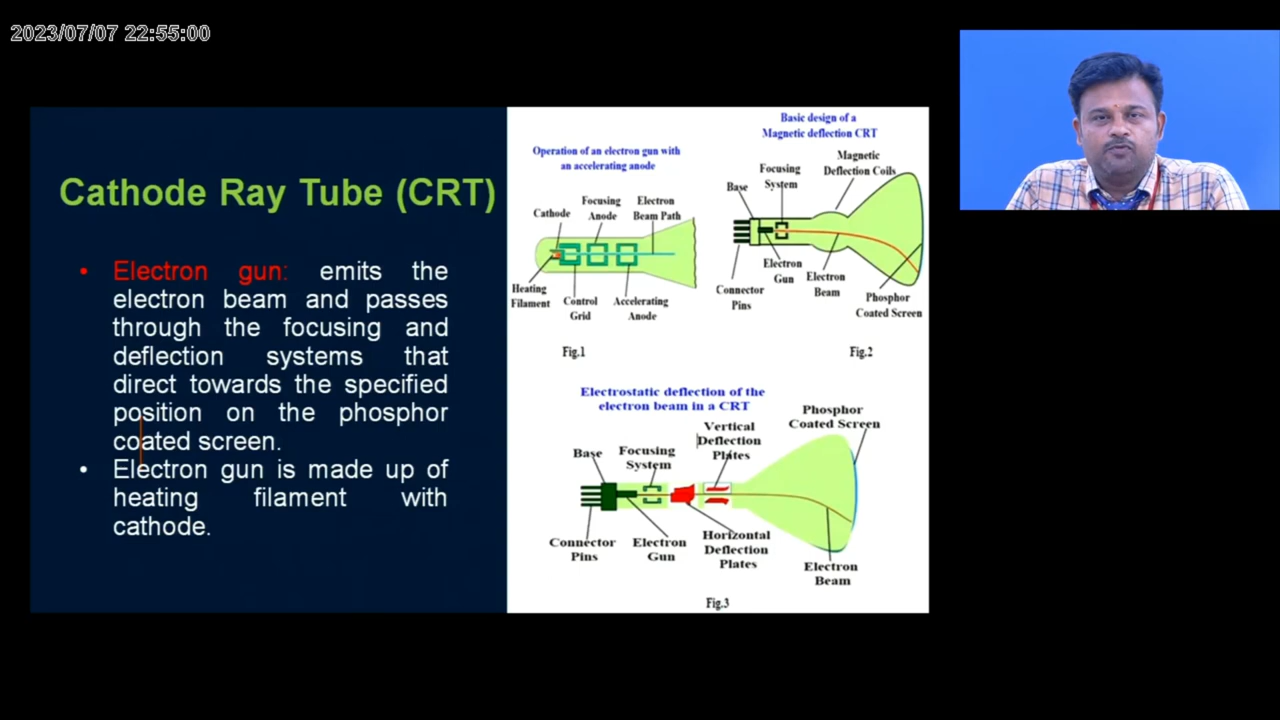 2023/07/07 22:55:00
Cathode Ray Tube (CRT)
• Electron gun: emits the
electron beam and passes
through the focusing and
deflection systems that
direct towards the specified
position on the phosphor
coated screen.
• Electron gun is made up of
heating filament with
cathode.
Operation of an electron gun with
an accelerating anode
Cathode
Focusing
Anode
Electron
Beam Path
Heating
Filament
Control
Grid
Accelerating
Anode
Fig.1
Basic design of a
Magnetic deflection CRT
Magnetic
Deflection Coils
Focusing
System
Base
Electron
Gun
Electron
Beam
Connector
Pins
Phosphor
Coated Screen
Fig.2
Electrostatic deflection of the
electron beam in a CRT
Phosphor
Coated Screen
Vertical
Deflection
Plates
Base
Focusing
System
Connector
Pins
Electron
Gun
Horizontal
Deflection
Plates
Electron
Beam
Fig.3